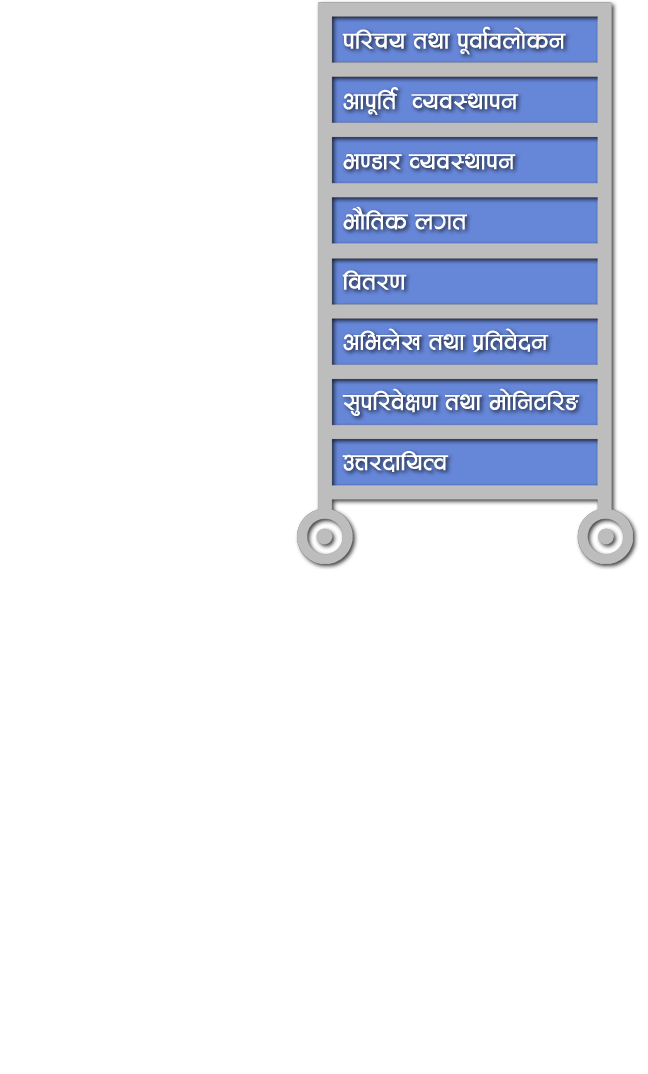 परिचय तथा पूर्वावलोकन
आपूर्ति व्यवस्थापन
भण्डार व्यवस्थापन
भौतिक लगत
वितरण
अभिलेख तथा प्रतिवेदन
सुपरिवेक्षण तथा मोनिटरिङ
उत्तरदायित्व